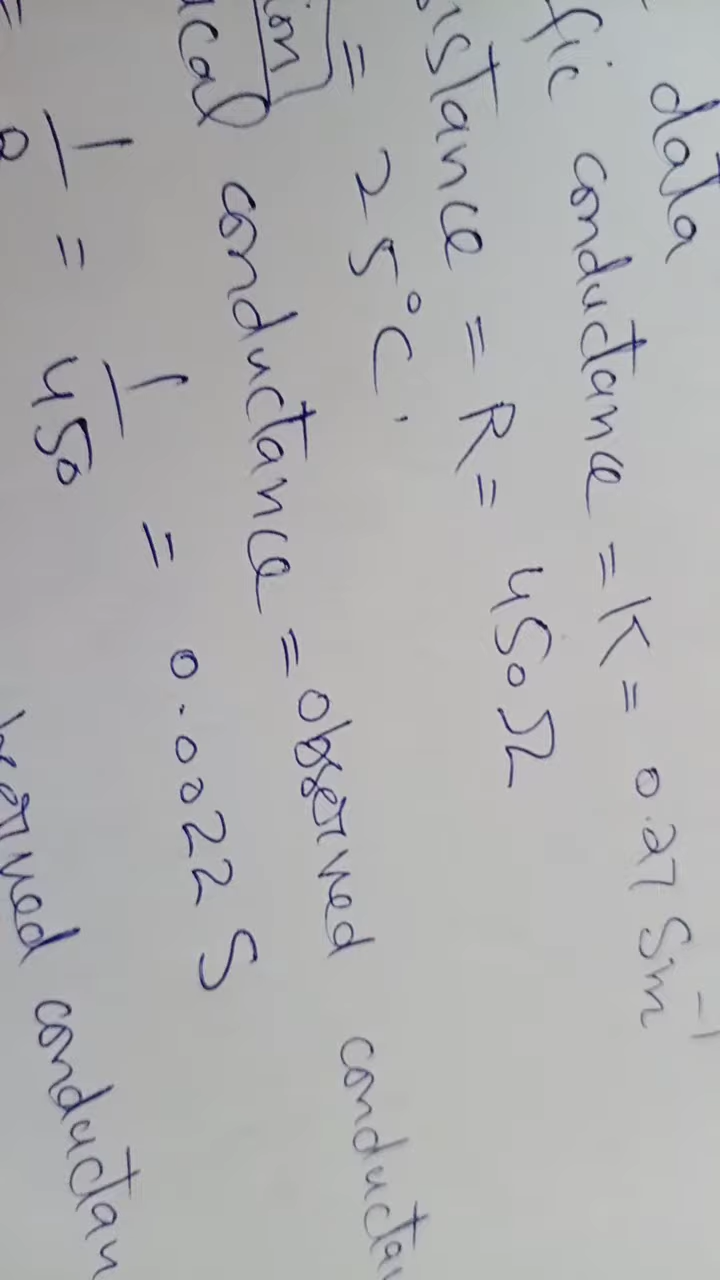 data
fic conductance = K = 0.27 Sm⁻¹
istance = R = 450 Ω
= 25°C.
ion
ical conductance = observed conducta
1/R = 1/450 = 0.0022 S
erved conductan